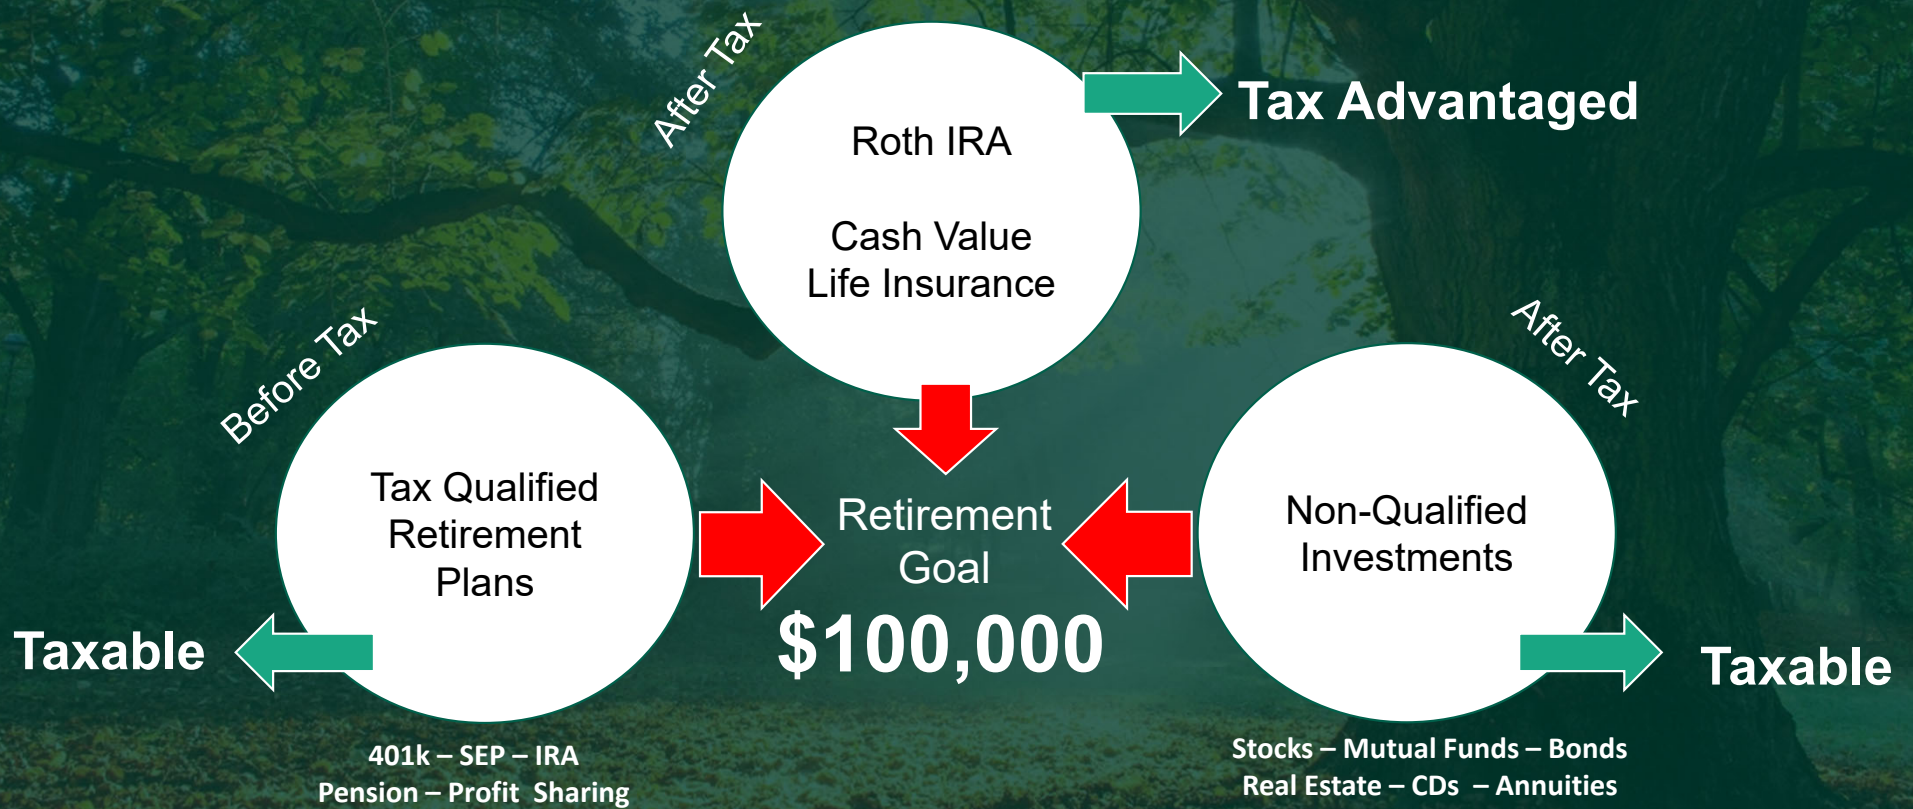 After Tax
Roth IRA
Cash Value
Life Insurance
Tax Advantaged
Before Tax
Tax Qualified
Retirement
Plans
Taxable
401k – SEP – IRA
Pension – Profit  Sharing
Retirement
Goal
$100,000
After Tax
Non-Qualified
Investments
Taxable
Stocks – Mutual Funds – Bonds
Real Estate – CDs  – Annuities